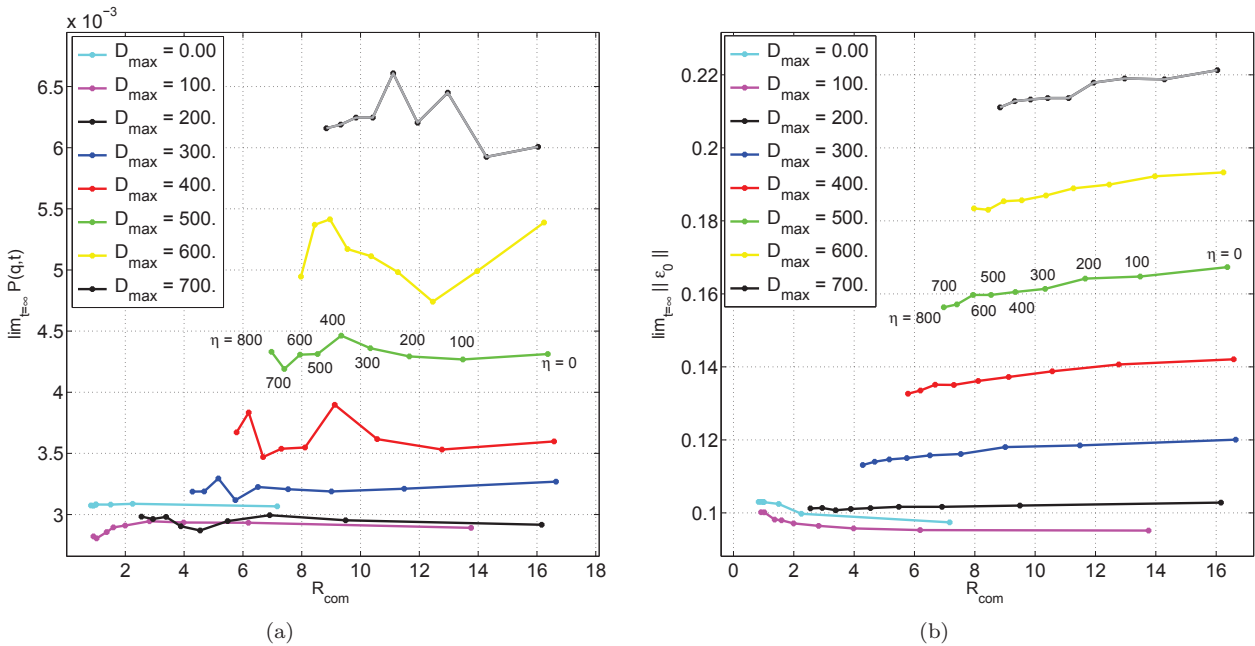 x 10⁻³
6.5
6
5.5
5
4.5
4
3.5
3
lim_{t=∞} P(q,t)
D_max = 0.00
D_max = 100.
D_max = 200.
D_max = 300.
D_max = 400.
D_max = 500.
D_max = 600.
D_max = 700.
η = 800
700
600
500
400
300
200
100
η = 0
2 4 6 8 10 12 14 16 18
R_com
(a)
0.22
0.2
0.18
0.16
0.14
0.12
0.1
lim_{t=∞} || ε_0 ||
D_max = 0.00
D_max = 100.
D_max = 200.
D_max = 300.
D_max = 400.
D_max = 500.
D_max = 600.
D_max = 700.
η = 800
700
600
500
400
300
200
100
η = 0
0 2 4 6 8 10 12 14 16
R_com
(b)